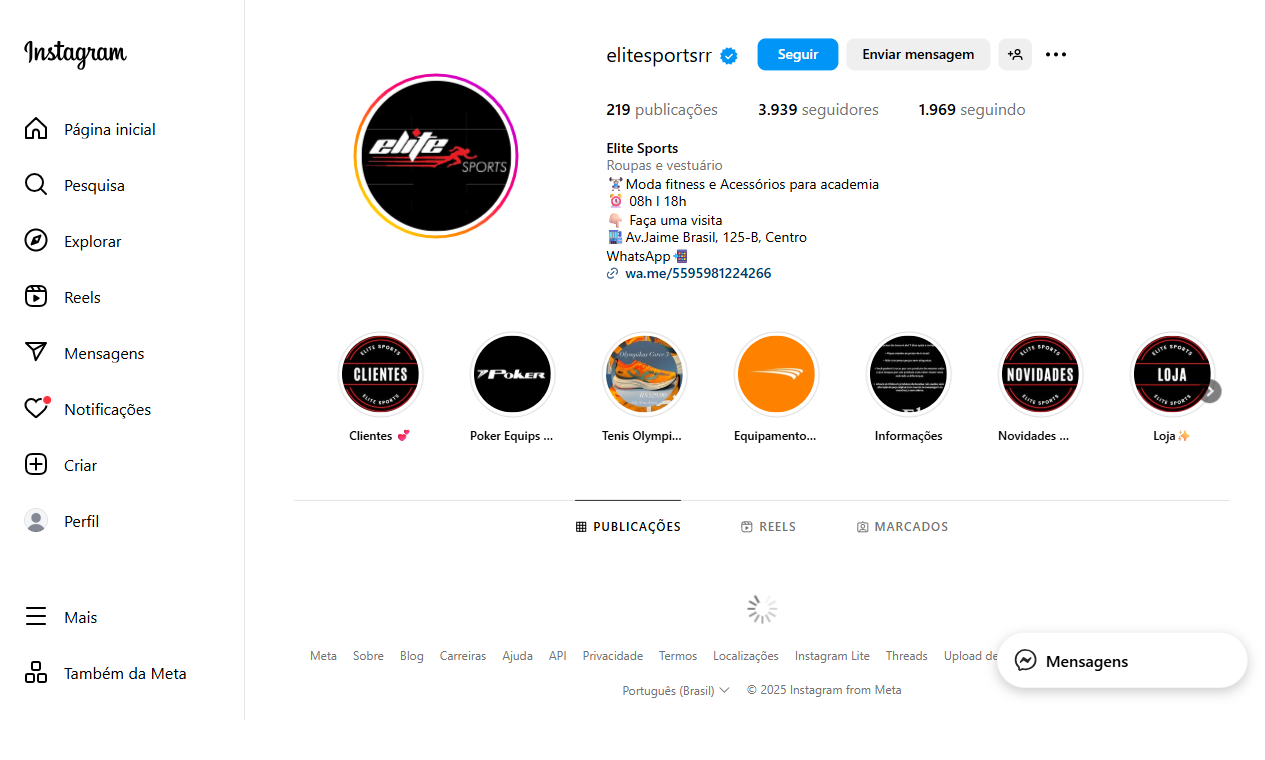 Instagram
Página inicial
Pesquisa
Explorar
Reels
Mensagens
Notificações
Criar
Perfil
Mais
Também da Meta
elite
SPORTS
elitesportsrr
Seguir
Enviar mensagem
219 publicações
3.939 seguidores
1.969 seguindo
Elite Sports
Roupas e vestuário
🏋️Moda fitness e Acessórios para academia
⏰ 08h I 18h
👇🏻 Faça uma visita
🏬Av.Jaime Brasil, 125-B, Centro
WhatsApp📲
wa.me/5595981224266
ELITE SPORTS
CLIENTES
ELITE SPORTS
POKER
Olympikus Corre 3
ELITE SPORTS
NOVIDADES
ELITE SPORTS
ELITE SPORTS
LOJA
ELITE SPORTS
Clientes 💕
Poker Equips ...
Tenis Olympi...
Equipamento...
Informações
Novidades ...
Loja✨
PUBLICAÇÕES
REELS
MARCADOS
Meta
Sobre
Blog
Carreiras
Ajuda
API
Privacidade
Termos
Localizações
Instagram Lite
Threads
Upload de
Mensagens
Português (Brasil)
© 2025 Instagram from Meta